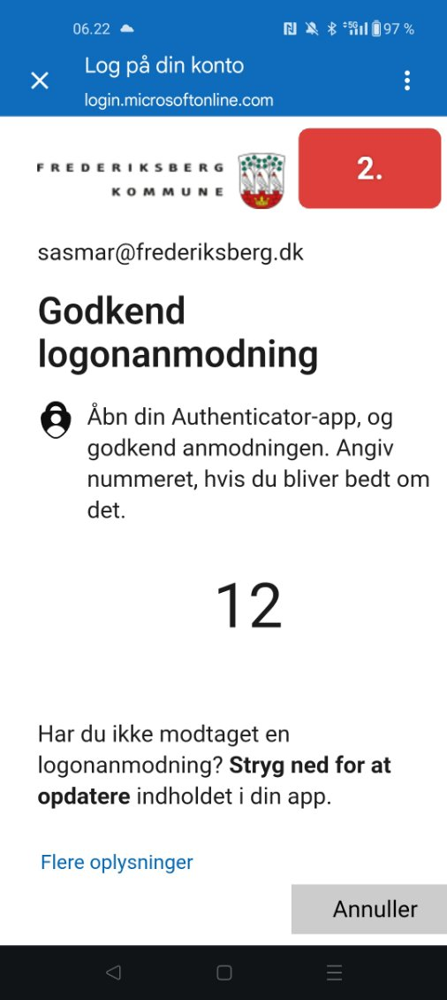 06.22 5G 97 %
Log på din konto
login.microsoftonline.com
FREDERIKSBERG
KOMMUNE
2.
sasmar@frederiksberg.dk
Godkend
logonanmodning
Åbn din Authenticator-app, og
godkend anmodningen. Angiv
nummeret, hvis du bliver bedt om
det.
12
Har du ikke modtaget en
logonanmodning? Stryg ned for at
opdatere indholdet i din app.
Flere oplysninger
Annuller